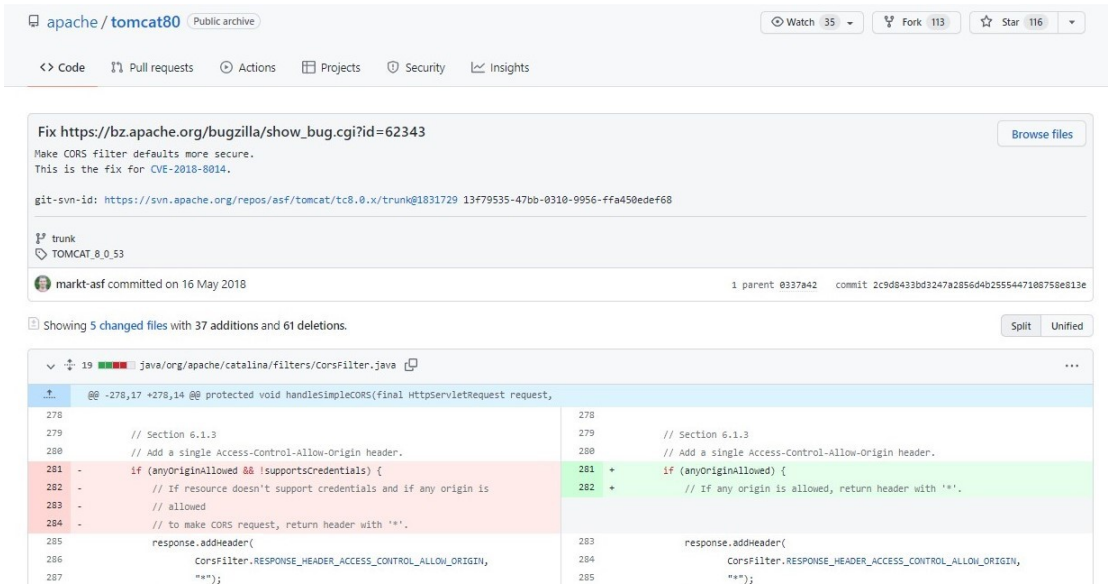 apache / tomcat80 Public archive
Watch 35 Fork 113 Star 116
<> Code Pull requests Actions Projects Security Insights
Fix https://bz.apache.org/bugzilla/show_bug.cgi?id=62343
Browse files
Make CORS filter defaults more secure.
This is the fix for CVE-2018-8014.
git-svn-id: https://svn.apache.org/repos/asf/tomcat/tc8.0.x/trunk@1831729 13f79535-47bb-0310-9956-ffa450edef68
trunk
TOMCAT_8_0_53
markt-asf committed on 16 May 2018
1 parent 0337a42 commit 2c9d8433bd3247a2856d4b2555447108758e813e
Showing 5 changed files with 37 additions and 61 deletions.
Split Unified
19 java/org/apache/catalina/filters/CorsFilter.java ...
@@ -278,17 +278,14 @@ protected void handleSimpleCORS(final HttpServletRequest request,
278 278
279 // Section 6.1.3 279 // Section 6.1.3
280 // Add a single Access-Control-Allow-Origin header. 280 // Add a single Access-Control-Allow-Origin header.
281 - if (anyOriginAllowed && !supportsCredentials) { 281 + if (anyOriginAllowed) {
282 - // If resource doesn't support credentials and if any origin is 282 + // If any origin is allowed, return header with '*'.
283 - // allowed
284 - // to make CORS request, return header with '*'.
285 response.addHeader( 283 response.addHeader(
286 CorsFilter.RESPONSE_HEADER_ACCESS_CONTROL_ALLOW_ORIGIN, 284 CorsFilter.RESPONSE_HEADER_ACCESS_CONTROL_ALLOW_ORIGIN,
287 "*"); 285 "*");